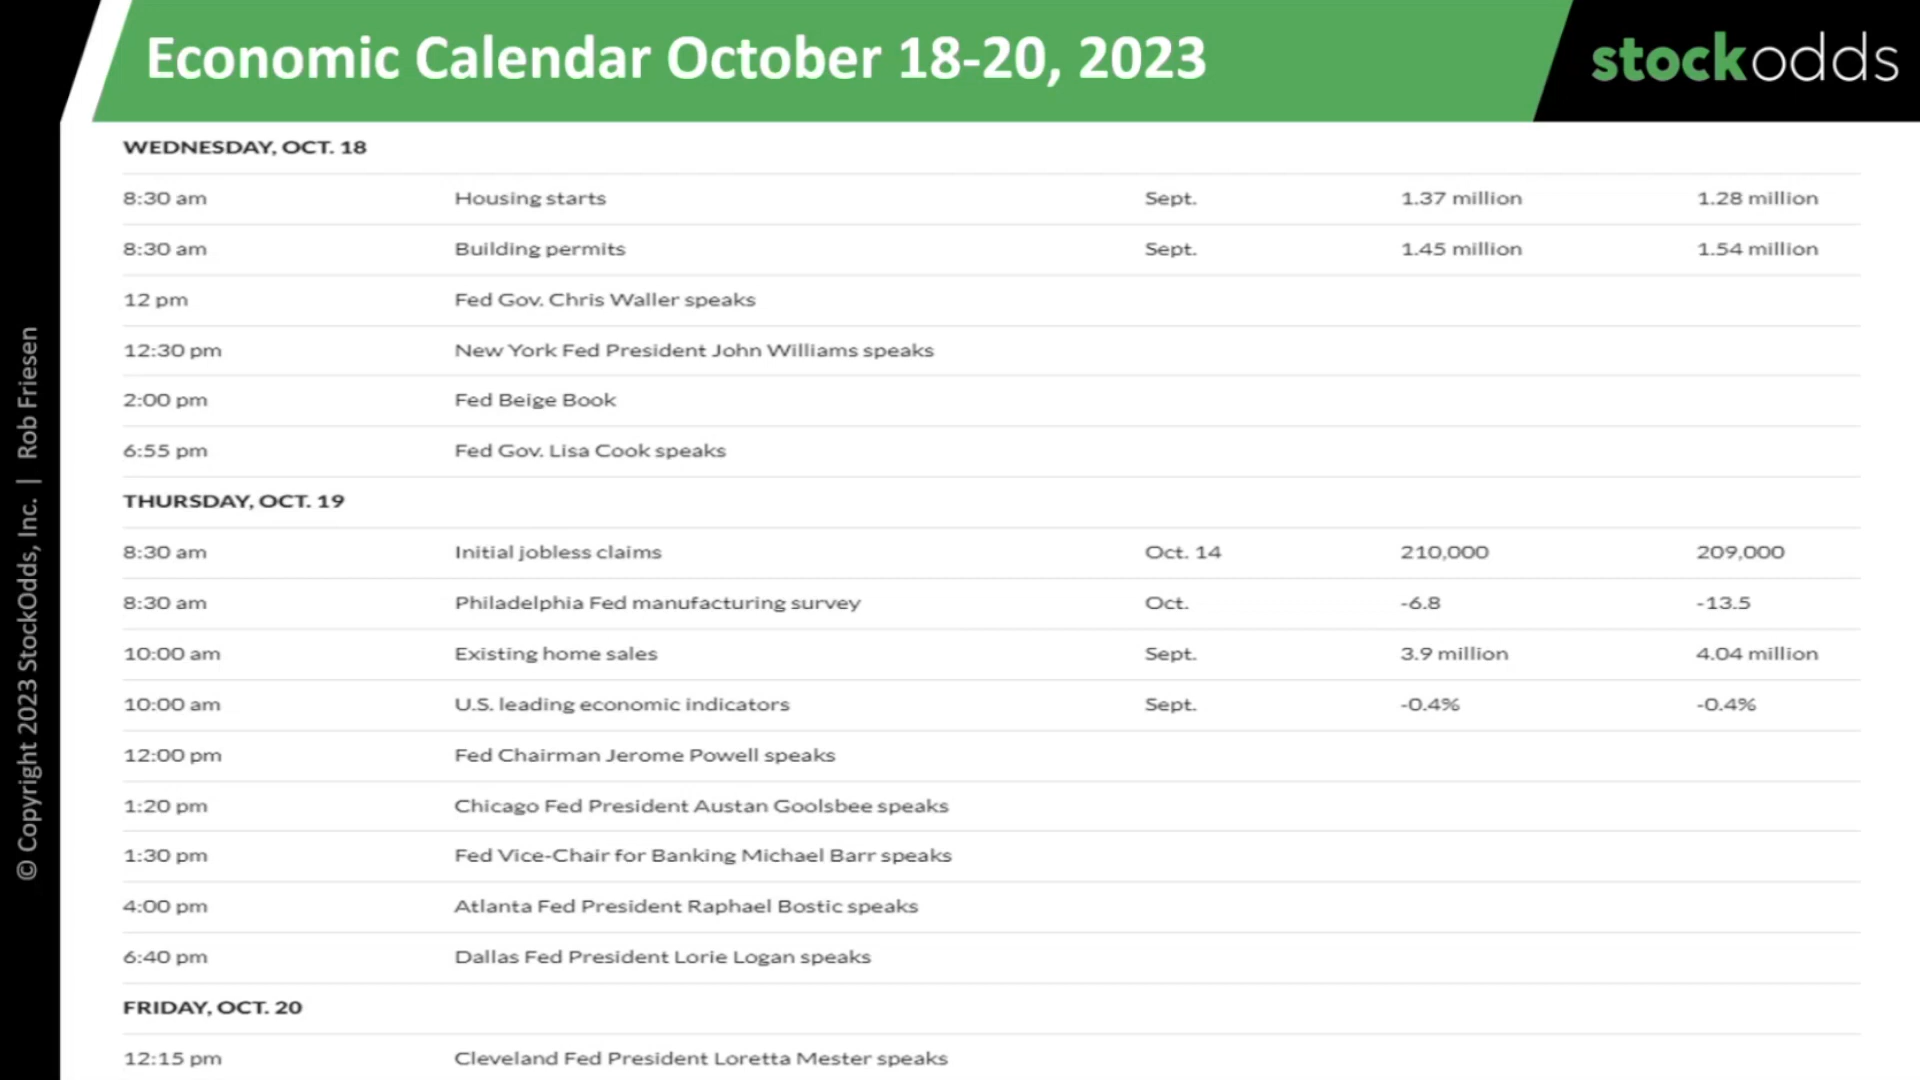 Economic Calendar October 18-20, 2023
stockodds
© Copyright 2023 StockOdds, Inc. | Rob Friesen
WEDNESDAY, OCT. 18
8:30 am Housing starts Sept. 1.37 million 1.28 million
8:30 am Building permits Sept. 1.45 million 1.54 million
12 pm Fed Gov. Chris Waller speaks
12:30 pm New York Fed President John Williams speaks
2:00 pm Fed Beige Book
6:55 pm Fed Gov. Lisa Cook speaks
THURSDAY, OCT. 19
8:30 am Initial jobless claims Oct. 14 210,000 209,000
8:30 am Philadelphia Fed manufacturing survey Oct. -6.8 -13.5
10:00 am Existing home sales Sept. 3.9 million 4.04 million
10:00 am U.S. leading economic indicators Sept. -0.4% -0.4%
12:00 pm Fed Chairman Jerome Powell speaks
1:20 pm Chicago Fed President Austan Goolsbee speaks
1:30 pm Fed Vice-Chair for Banking Michael Barr speaks
4:00 pm Atlanta Fed President Raphael Bostic speaks
6:40 pm Dallas Fed President Lorie Logan speaks
FRIDAY, OCT. 20
12:15 pm Cleveland Fed President Loretta Mester speaks